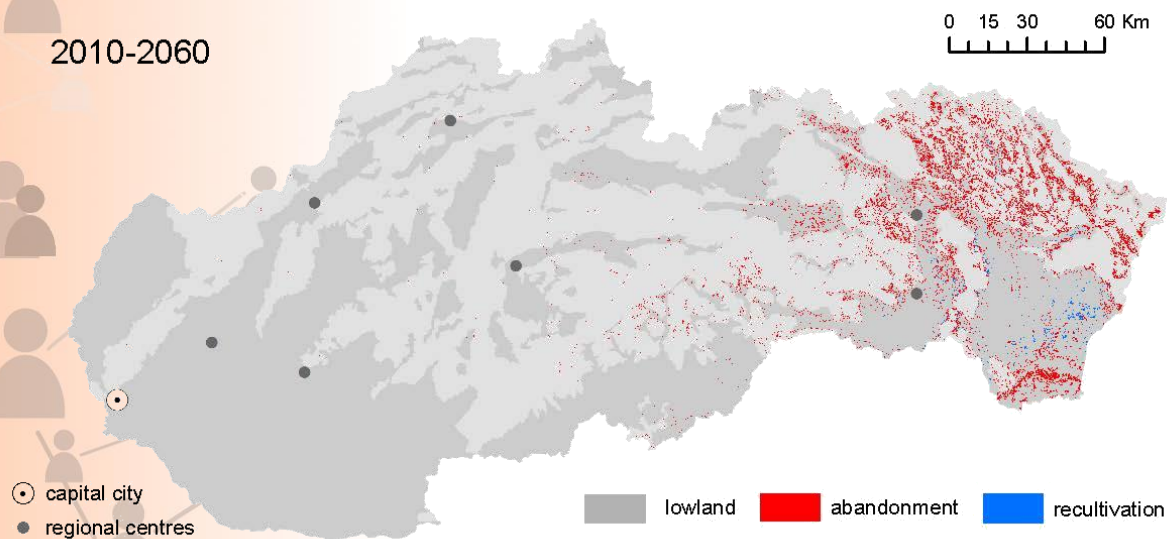 0 15 30 60 Km
2010-2060
capital city
regional centres
lowland
abandonment
recultivation